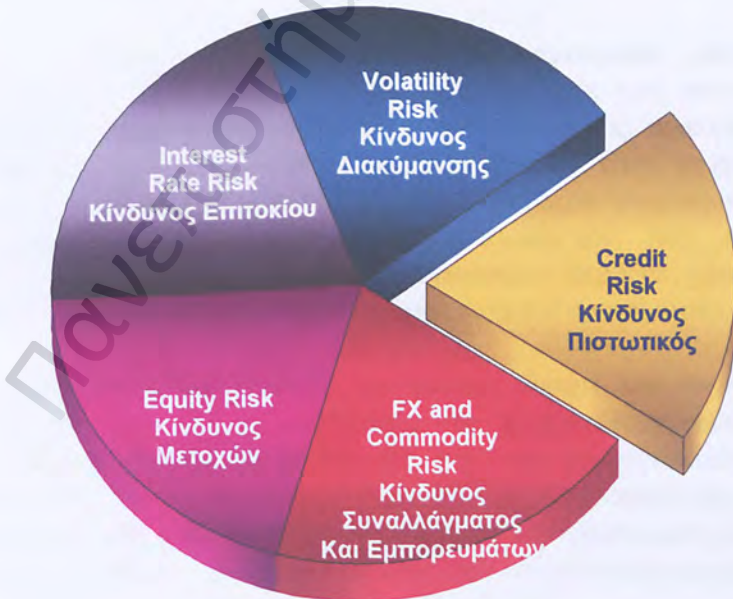 Volatility
Risk
Κίνδυνος
Διακύμανσης
Interest
Rate Risk
Κίνδυνος Επιτοκίου
Credit
Risk
Κίνδυνος
Πιστωτικός
Equity Risk
Κίνδυνος
Μετοχών
FX and
Commodity
Risk
Κίνδυνος
Συναλλάγματος
Και Εμπορευμάτων